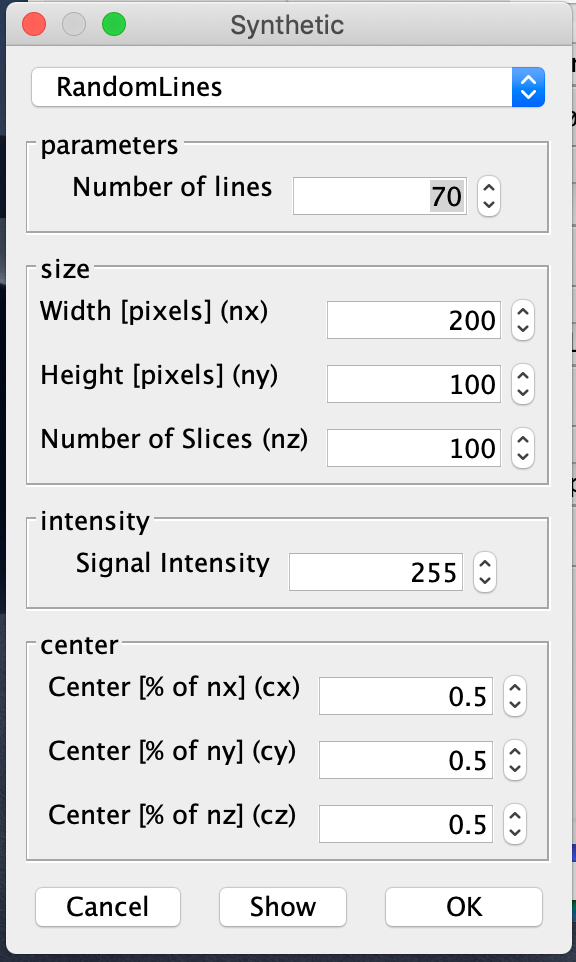 Synthetic
RandomLines
parameters
Number of lines 70
size
Width [pixels] (nx) 200
Height [pixels] (ny) 100
Number of Slices (nz) 100
intensity
Signal Intensity 255
center
Center [% of nx] (cx) 0.5
Center [% of ny] (cy) 0.5
Center [% of nz] (cz) 0.5
Cancel Show OK